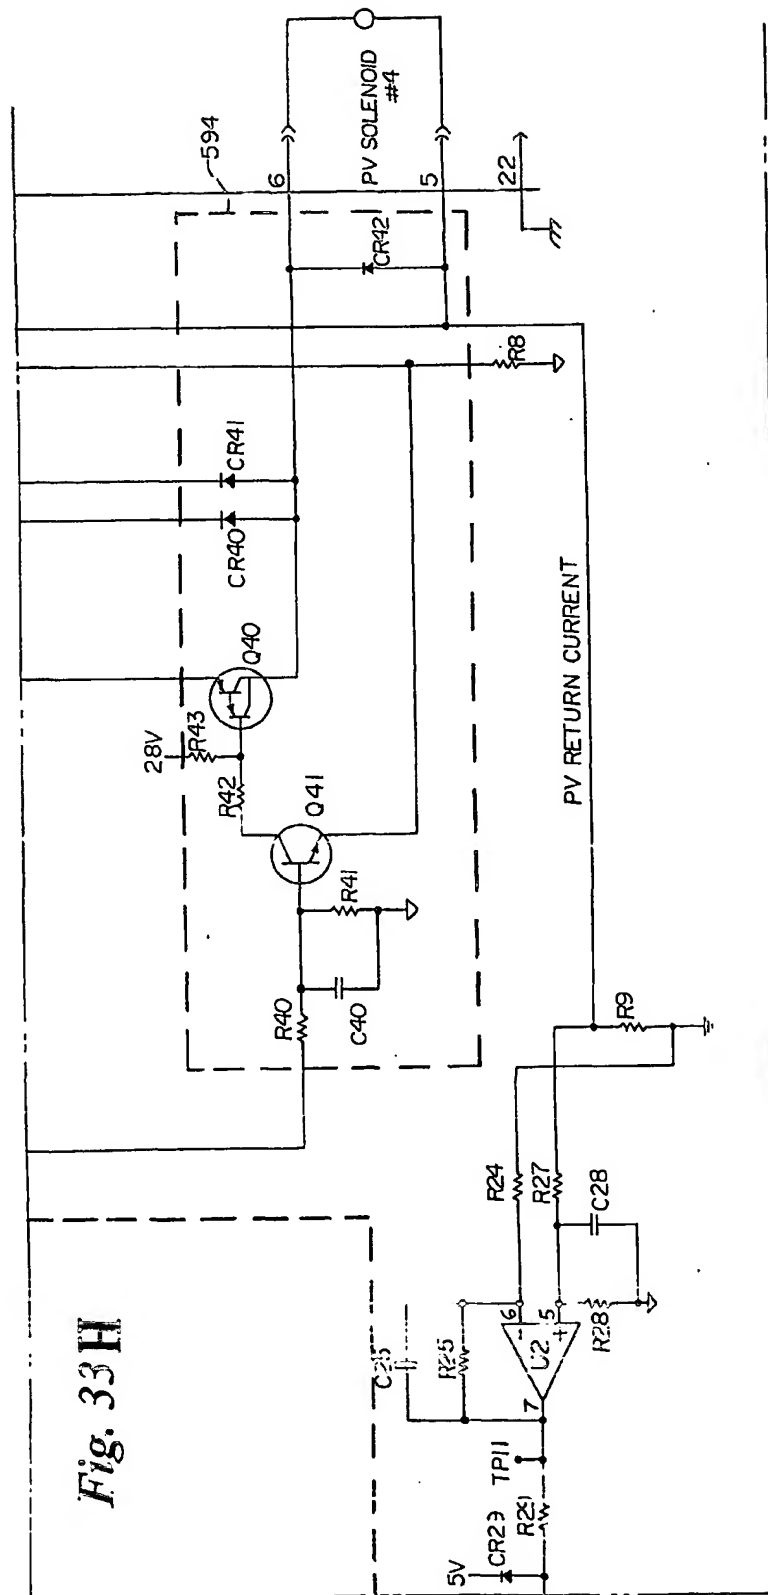 Fig. 33H
594
6
PV SOLENOID
#4
5
22
CR42
R8
CR41
CR40
Q40
28V
R43
R42
Q41
R41
R40
C40
PV RETURN CURRENT
R9
R24
R27
C28
R25
6
5
-
+
U2
7
R28
TP11
5V